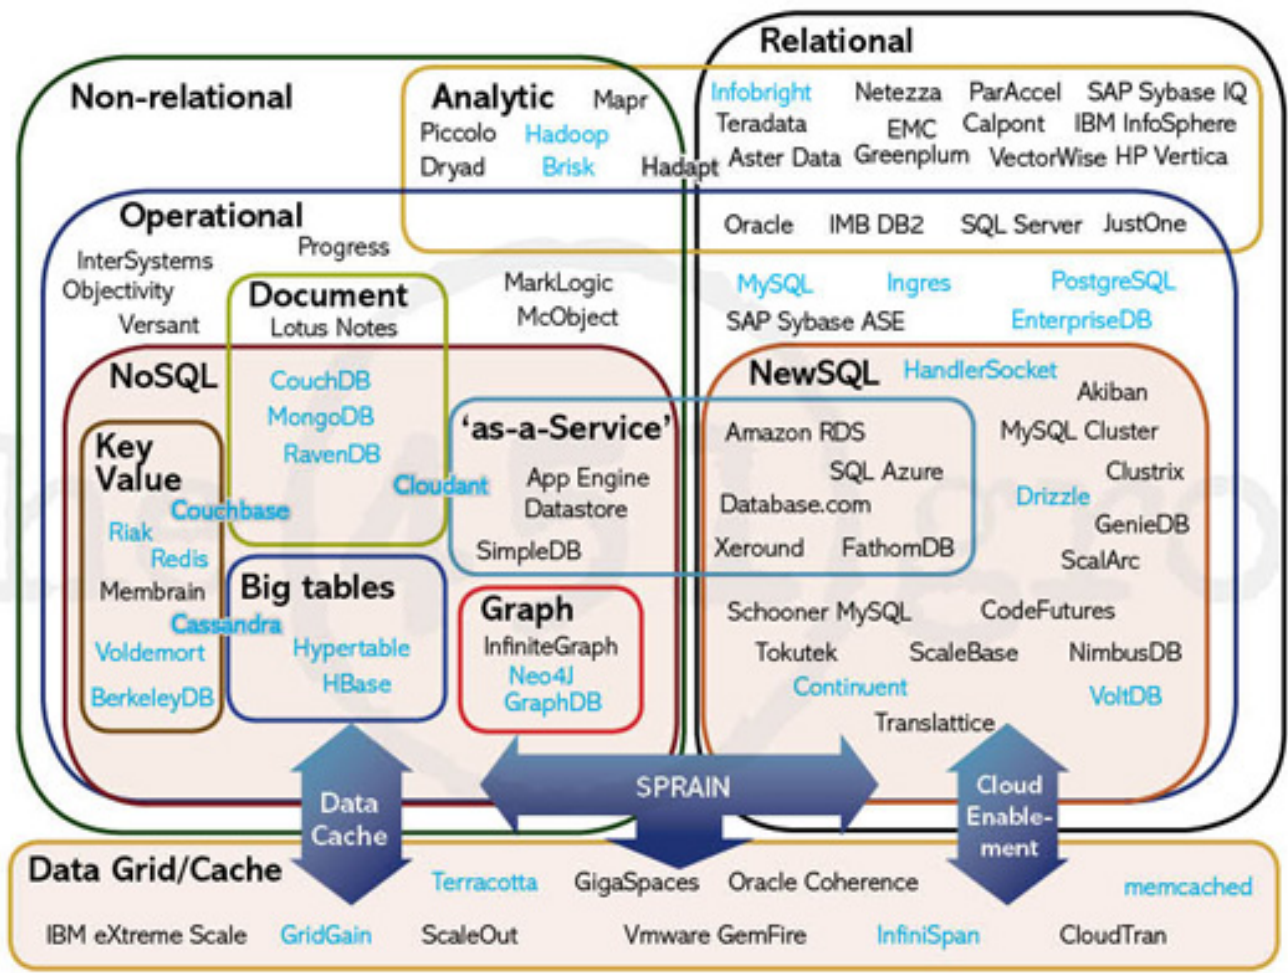 Relational
Non-relational
Analytic
Mapr
Piccolo
Hadoop
Dryad
Brisk
Hadapt
Infobright
Netezza
ParAccel
SAP Sybase IQ
Teradata
EMC
Calpont
IBM InfoSphere
Aster Data
Greenplum
VectorWise
HP Vertica
Operational
Progress
InterSystems
Objectivity
Versant
MarkLogic
McObject
Oracle
IMB DB2
SQL Server
JustOne
MySQL
Ingres
PostgreSQL
SAP Sybase ASE
EnterpriseDB
Document
Lotus Notes
NoSQL
CouchDB
MongoDB
RavenDB
Cloudant
Key
Value
Couchbase
Riak
Redis
Membrain
Cassandra
Voldemort
BerkeleyDB
Big tables
Hypertable
HBase
'as-a-Service'
App Engine
Datastore
SimpleDB
Graph
InfiniteGraph
Neo4J
GraphDB
NewSQL
HandlerSocket
Akiban
Amazon RDS
MySQL Cluster
SQL Azure
Clustrix
Database.com
Drizzle
GenieDB
Xeround
FathomDB
ScalArc
Schooner MySQL
CodeFutures
Tokutek
ScaleBase
NimbusDB
Continuent
VoltDB
Translattice
Data
Cache
SPRAIN
Cloud
Enable-
ment
Data Grid/Cache
Terracotta
GigaSpaces
Oracle Coherence
memcached
IBM eXtreme Scale
GridGain
ScaleOut
Vmware GemFire
InfiniSpan
CloudTran